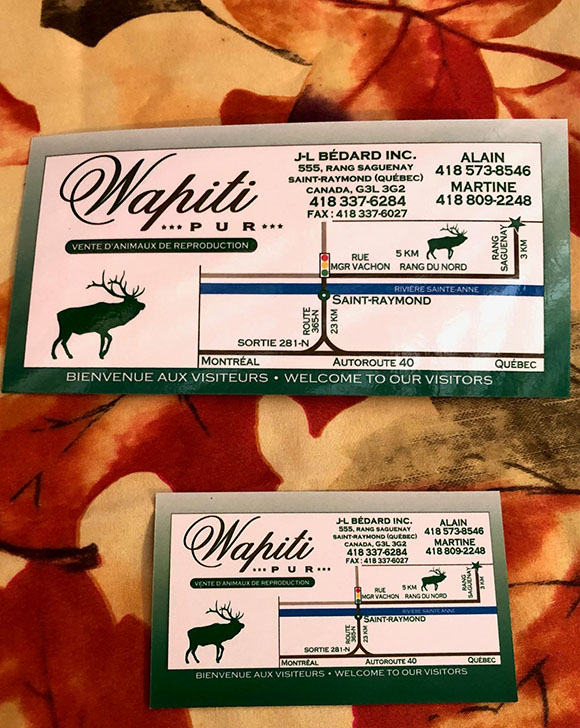 Wapiti
PUR
VENTE D'ANIMAUX DE REPRODUCTION
J-L BÉDARD INC.
555, RANG SAGUENAY
SAINT-RAYMOND (QUÉBEC)
CANADA, G3L 3G2
418 337-6284
FAX : 418 337-6027
ALAIN
418 573-8546
MARTINE
418 809-2248
RUE
MGR VACHON
5 KM
RANG DU NORD
RANG
SAGUENAY
3 KM
RIVIÈRE SAINTE-ANNE
SAINT-RAYMOND
ROUTE
365-N
23 KM
SORTIE 281-N
Montréal AUTOROUTE 40 QUÉBEC
BIENVENUE AUX VISITEURS • WELCOME TO OUR VISITORS
Wapiti
PUR
VENTE D'ANIMAUX DE REPRODUCTION
J-L BÉDARD INC.
555, RANG SAGUENAY
SAINT-RAYMOND (QUÉBEC)
CANADA, G3L 3G2
418 337-6284
FAX : 418 337-6027
ALAIN
418 573-8546
MARTINE
418 809-2248
RUE
MGR VACHON
5 KM
RANG DU NORD
RANG
SAGUENAY
3 KM
RIVIÈRE SAINTE-ANNE
SAINT-RAYMOND
ROUTE
365-N
23 KM
SORTIE 281-N
Montréal AUTOROUTE 40 QUÉBEC
BIENVENUE AUX VISITEURS • WELCOME TO OUR VISITORS